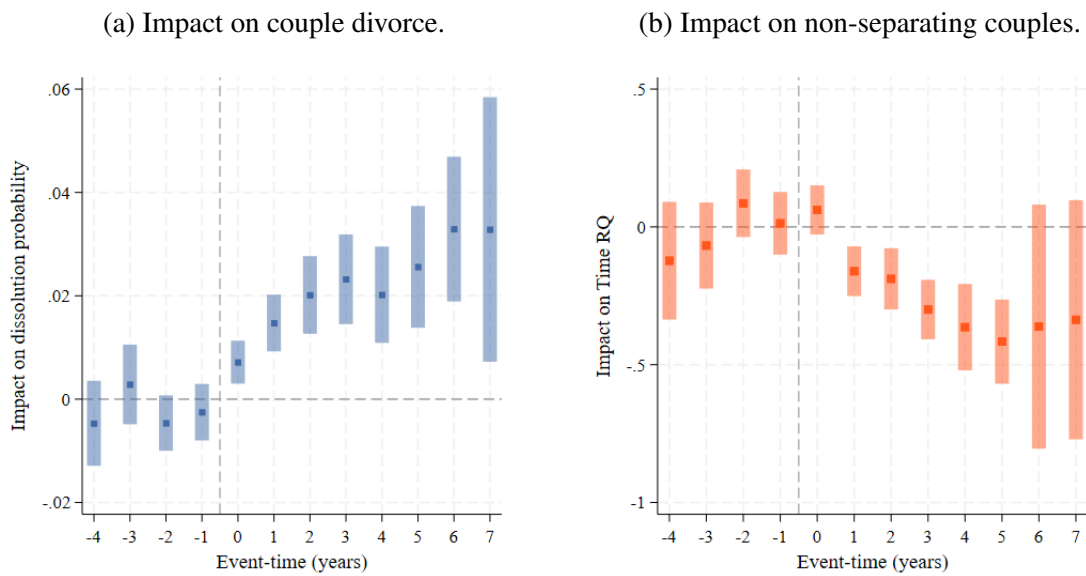 (a) Impact on couple divorce.
.06
.04
.02
0
-.02
Impact on dissolution probability
-4 -3 -2 -1 0 1 2 3 4 5 6 7
Event-time (years)
(b) Impact on non-separating couples.
.5
0
-.5
-1
Impact on Time RQ
-4 -3 -2 -1 0 1 2 3 4 5 6 7
Event-time (years)